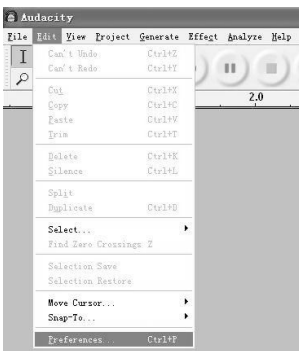 Audacity
File Edit View Project Generate Effect Analyze Help
Can't Undo Ctrl+Z
Can't Redo Ctrl+Y
2.0
Cut Ctrl+X
Copy Ctrl+C
Paste Ctrl+V
Trim Ctrl+T
Delete Ctrl+K
Silence Ctrl+L
Split
Duplicate Ctrl+D
Select...
Find Zero Crossings Z
Selection Save
Selection Restore
Move Cursor...
Snap-To...
Preferences... Ctrl+P